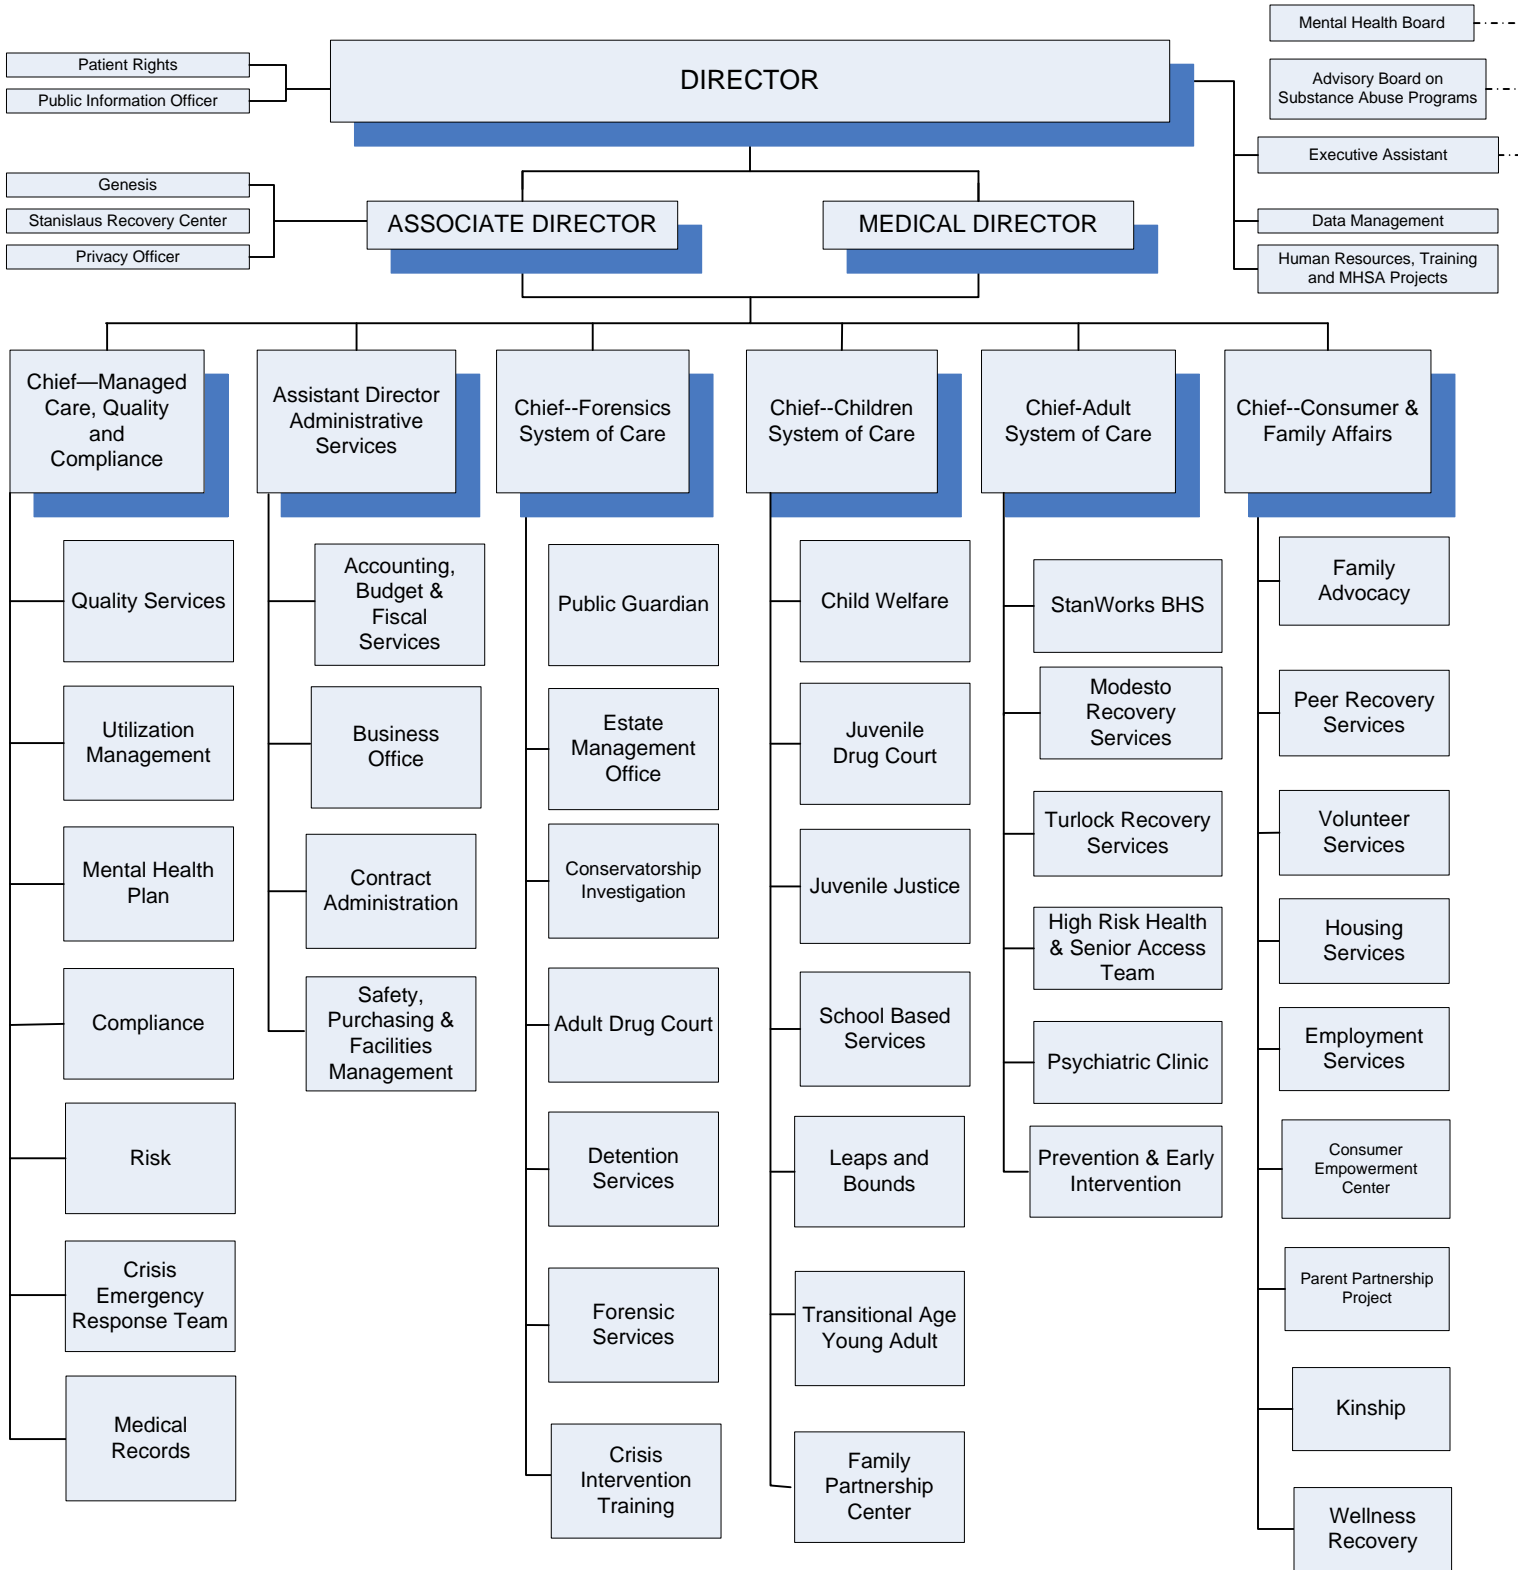 Mental Health Board
Patient Rights
Public Information Officer
DIRECTOR
Advisory Board on
Substance Abuse Programs
Executive Assistant
Genesis
Stanislaus Recovery Center
Privacy Officer
ASSOCIATE DIRECTOR
MEDICAL DIRECTOR
Data Management
Human Resources, Training
and MHSA Projects
Chief—Managed
Care, Quality
and
Compliance
Assistant Director
Administrative
Services
Chief--Forensics
System of Care
Chief--Children
System of Care
Chief-Adult
System of Care
Chief--Consumer &
Family Affairs
Quality Services
Utilization
Management
Mental Health
Plan
Compliance
Risk
Crisis
Emergency
Response Team
Medical
Records
Accounting,
Budget &
Fiscal
Services
Business
Office
Contract
Administration
Safety,
Purchasing &
Facilities
Management
Public Guardian
Estate
Management
Office
Conservatorship
Investigation
Adult Drug Court
Detention
Services
Forensic
Services
Crisis
Intervention
Training
Child Welfare
Juvenile
Drug Court
Juvenile Justice
School Based
Services
Leaps and
Bounds
Transitional Age
Young Adult
Family
Partnership
Center
StanWorks BHS
Modesto
Recovery
Services
Turlock Recovery
Services
High Risk Health
& Senior Access
Team
Psychiatric Clinic
Prevention & Early
Intervention
Family
Advocacy
Peer Recovery
Services
Volunteer
Services
Housing
Services
Employment
Services
Consumer
Empowerment
Center
Parent Partnership
Project
Kinship
Wellness
Recovery